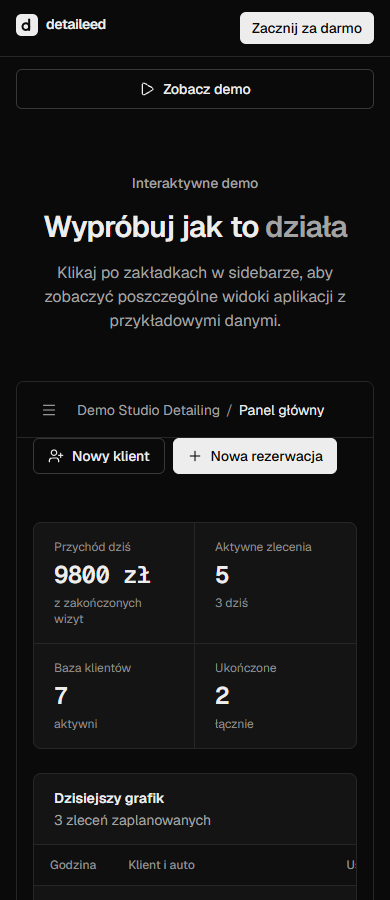 d detaileed
Zacznij za darmo
Zobacz demo
Interaktywne demo
Wypróbuj jak to działa
Klikaj po zakładkach w sidebarze, aby
zobaczyć poszczególne widoki aplikacji z
przykładowymi danymi.
Demo Studio Detailing / Panel główny
Nowy klient
Nowa rezerwacja
Przychód dziś
9800 zł
z zakończonych
wizyt
Aktywne zlecenia
5
3 dziś
Baza klientów
7
aktywni
Ukończone
2
łącznie
Dzisiejszy grafik
3 zleceń zaplanowanych
Godzina Klient i auto